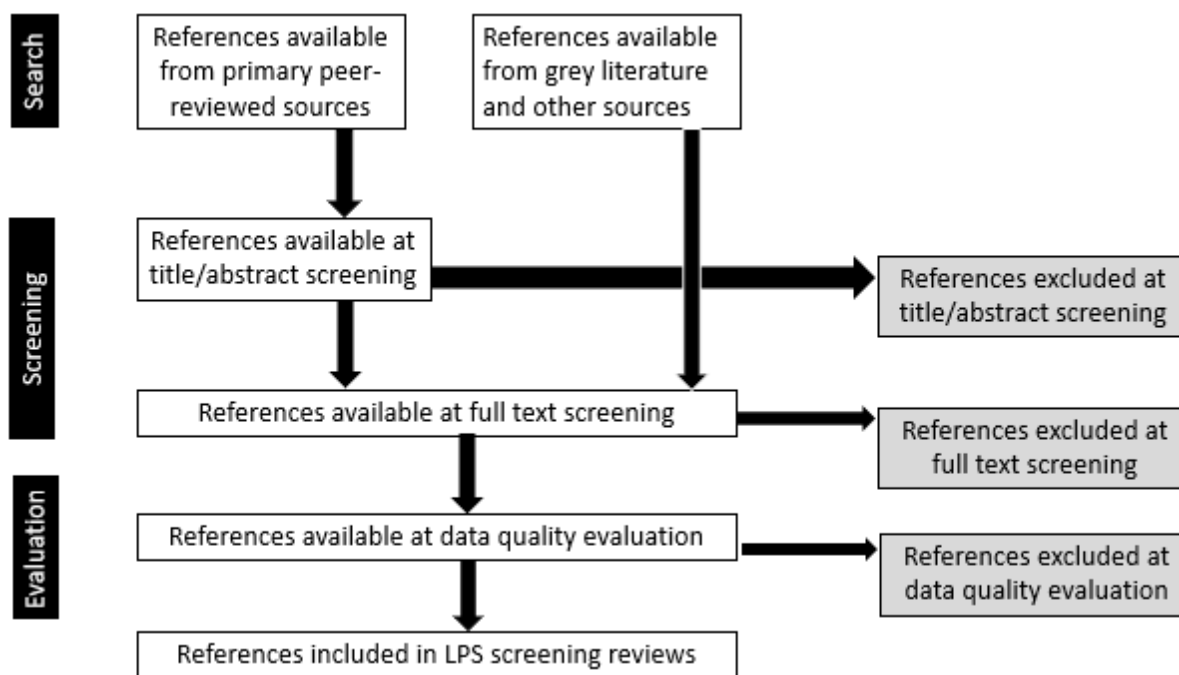 Search
References available
from primary peer-
reviewed sources
References available
from grey literature
and other sources
Screening
References available at
title/abstract screening
References excluded at
title/abstract screening
References available at full text screening
References excluded at
full text screening
Evaluation
References available at data quality evaluation
References excluded at
data quality evaluation
References included in LPS screening reviews